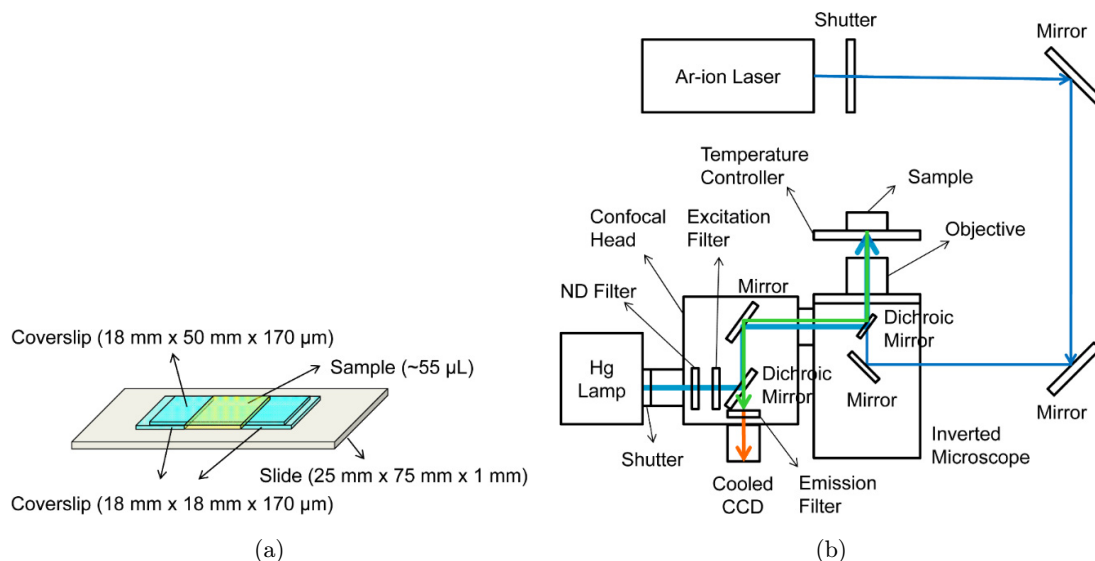 Coverslip (18 mm x 50 mm x 170 µm)
Sample (~55 µL)
Slide (25 mm x 75 mm x 1 mm)
Coverslip (18 mm x 18 mm x 170 µm)
(a)
Shutter
Mirror
Ar-ion Laser
Temperature
Controller
Sample
Confocal
Head
Excitation
Filter
Objective
ND Filter
Mirror
Dichroic
Mirror
Hg
Lamp
Dichroic
Mirror
Mirror
Mirror
Shutter
Inverted
Microscope
Cooled
CCD
Emission
Filter
(b)